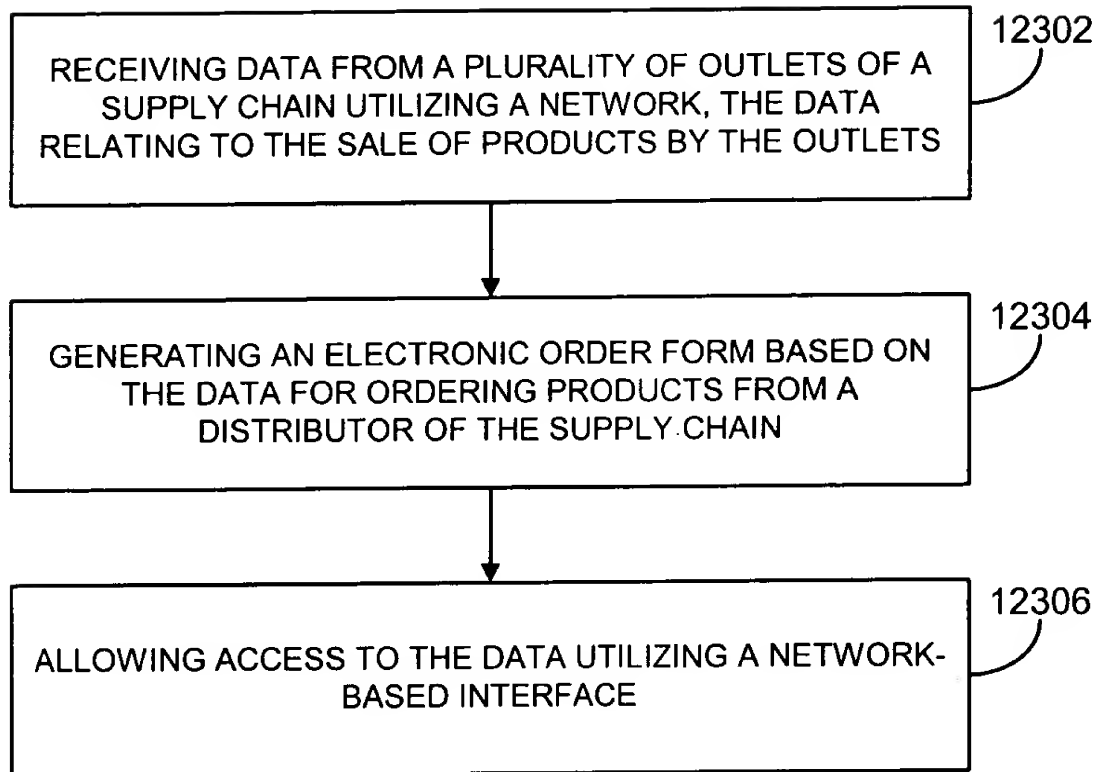 12302
RECEIVING DATA FROM A PLURALITY OF OUTLETS OF A
SUPPLY CHAIN UTILIZING A NETWORK, THE DATA
RELATING TO THE SALE OF PRODUCTS BY THE OUTLETS
12304
GENERATING AN ELECTRONIC ORDER FORM BASED ON
THE DATA FOR ORDERING PRODUCTS FROM A
DISTRIBUTOR OF THE SUPPLY CHAIN
12306
ALLOWING ACCESS TO THE DATA UTILIZING A NETWORK-
BASED INTERFACE